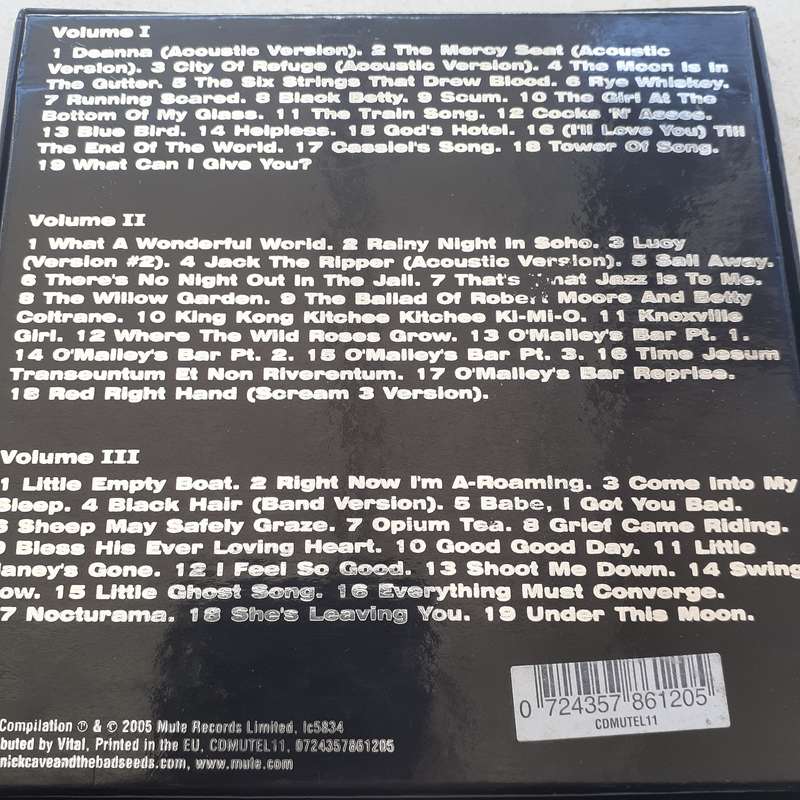 Volume I
1 Deanna (Acoustic Version). 2 The Mercy Seat (Acoustic
Version). 3 City Of Refuge (Acoustic Version). 4 The Moon Is In
The Gutter. 5 The Six Strings That Drew Blood. 6 Rye Whiskey.
7 Running Scared. 8 Black Betty. 9 Scum. 10 The Girl At The
Bottom Of My Glass. 11 The Train Song. 12 Cocks 'N' Asses.
13 Blue Bird. 14 Helpless. 15 God's Hotel. 16 (I'll Love You) Till
The End Of The World. 17 Cassiel's Song. 18 Tower Of Song.
19 What Can I Give You?
Volume II
1 What A Wonderful World. 2 Rainy Night In Soho. 3 Lucy
(Version #2). 4 Jack The Ripper (Acoustic Version). 5 Sail Away.
6 There's No Night Out In The Jail. 7 That's What Jazz Is To Me.
8 The Willow Garden. 9 The Ballad Of Robert Moore And Betty
Coltrane. 10 King Kong Kitchee Kitchee Ki-Mi-O. 11 Knoxville
Girl. 12 Where The Wild Roses Grow. 13 O'Malley's Bar Pt. 1.
14 O'Malley's Bar Pt. 2. 15 O'Malley's Bar Pt. 3. 16 Time Jesum
Transeuntum Et Non Riverentum. 17 O'Malley's Bar Reprise.
18 Red Right Hand (Scream 3 Version).
Volume III
1 Little Empty Boat. 2 Right Now I'm A-Roaming. 3 Come Into My
Sleep. 4 Black Hair (Band Version). 5 Babe, I Got You Bad.
6 Sheep May Safely Graze. 7 Opium Tea. 8 Grief Came Riding.
9 Bless His Ever Loving Heart. 10 Good Good Day. 11 Little
Janey's Gone. 12 I Feel So Good. 13 Shoot Me Down. 14 Swing
ow. 15 Little Ghost Song. 16 Everything Must Converge.
7 Nocturama. 18 She's Leaving You. 19 Under This Moon.
0 724357 861205
CDMUTEL11
Compilation ℗ & © 2005 Mute Records Limited, lc5834
buted by Vital, Printed in the EU, CDMUTEL11, 0724357861205
nickcaveandthebadseeds.com, www.mute.com